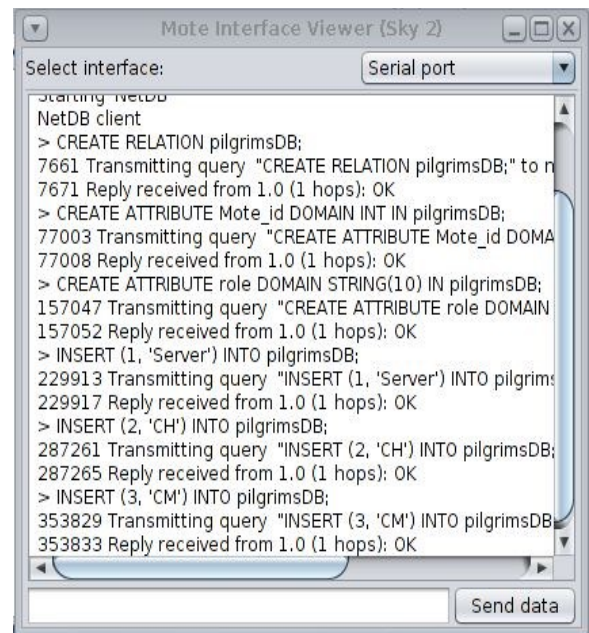 Mote Interface Viewer (Sky 2)
Select interface:
Serial port
Starting NetDB
NetDB client
> CREATE RELATION pilgrimsDB;
7661 Transmitting query "CREATE RELATION pilgrimsDB;" to n
7671 Reply received from 1.0 (1 hops): OK
> CREATE ATTRIBUTE Mote_id DOMAIN INT IN pilgrimsDB;
77003 Transmitting query "CREATE ATTRIBUTE Mote_id DOMA
77008 Reply received from 1.0 (1 hops): OK
> CREATE ATTRIBUTE role DOMAIN STRING(10) IN pilgrimsDB;
157047 Transmitting query "CREATE ATTRIBUTE role DOMAIN
157052 Reply received from 1.0 (1 hops): OK
> INSERT (1, 'Server') INTO pilgrimsDB;
229913 Transmitting query "INSERT (1, 'Server') INTO pilgrims
229917 Reply received from 1.0 (1 hops): OK
> INSERT (2, 'CH') INTO pilgrimsDB;
287261 Transmitting query "INSERT (2, 'CH') INTO pilgrimsDB;
287265 Reply received from 1.0 (1 hops): OK
> INSERT (3, 'CM') INTO pilgrimsDB;
353829 Transmitting query "INSERT (3, 'CM') INTO pilgrimsDB
353833 Reply received from 1.0 (1 hops): OK
Send data